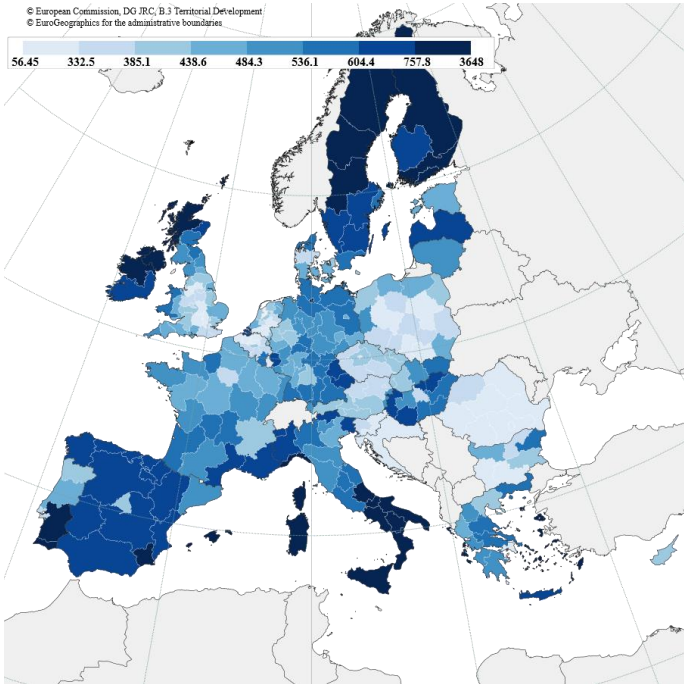 © European Commission, DG JRC, B.3 Territorial Development
© EuroGeographics for the administrative boundaries
56.45 332.5 385.1 438.6 484.3 536.1 604.4 757.8 3648